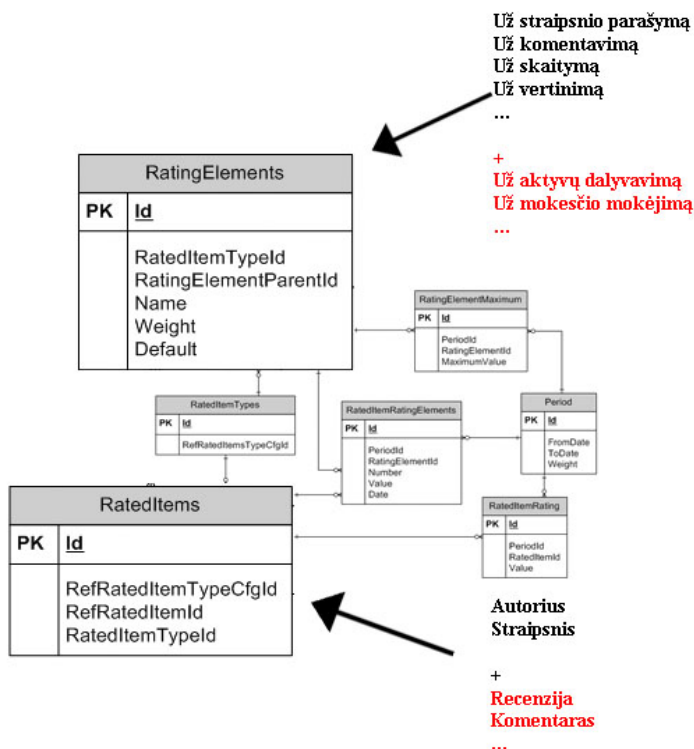 Už straipsnio parašymą
Už komentavimą
Už skaitymą
Už vertinimą
...
+
Už aktyvų dalyvavimą
Už mokesčio mokėjimą
...
RatingElements
PK Id
RatedItemTypeId
RatingElementParentId
Name
Weight
Default
RatingElementMaximum
PK Id
PeriodId
RatingElementId
MaximumValue
RatedItemTypes
PK Id
RefRatedItemsTypeCfgId
RatedItemRatingElements
PK Id
PeriodId
RatingElementId
Number
Value
Date
Period
PK Id
FromDate
ToDate
Weight
RatedItems
PK Id
RefRatedItemTypeCfgId
RefRatedItemId
RatedItemTypeId
RatedItemRating
PK Id
PeriodId
RatedItemId
Value
Autorius
Straipsnis
+
Recenzija
Komentaras
...